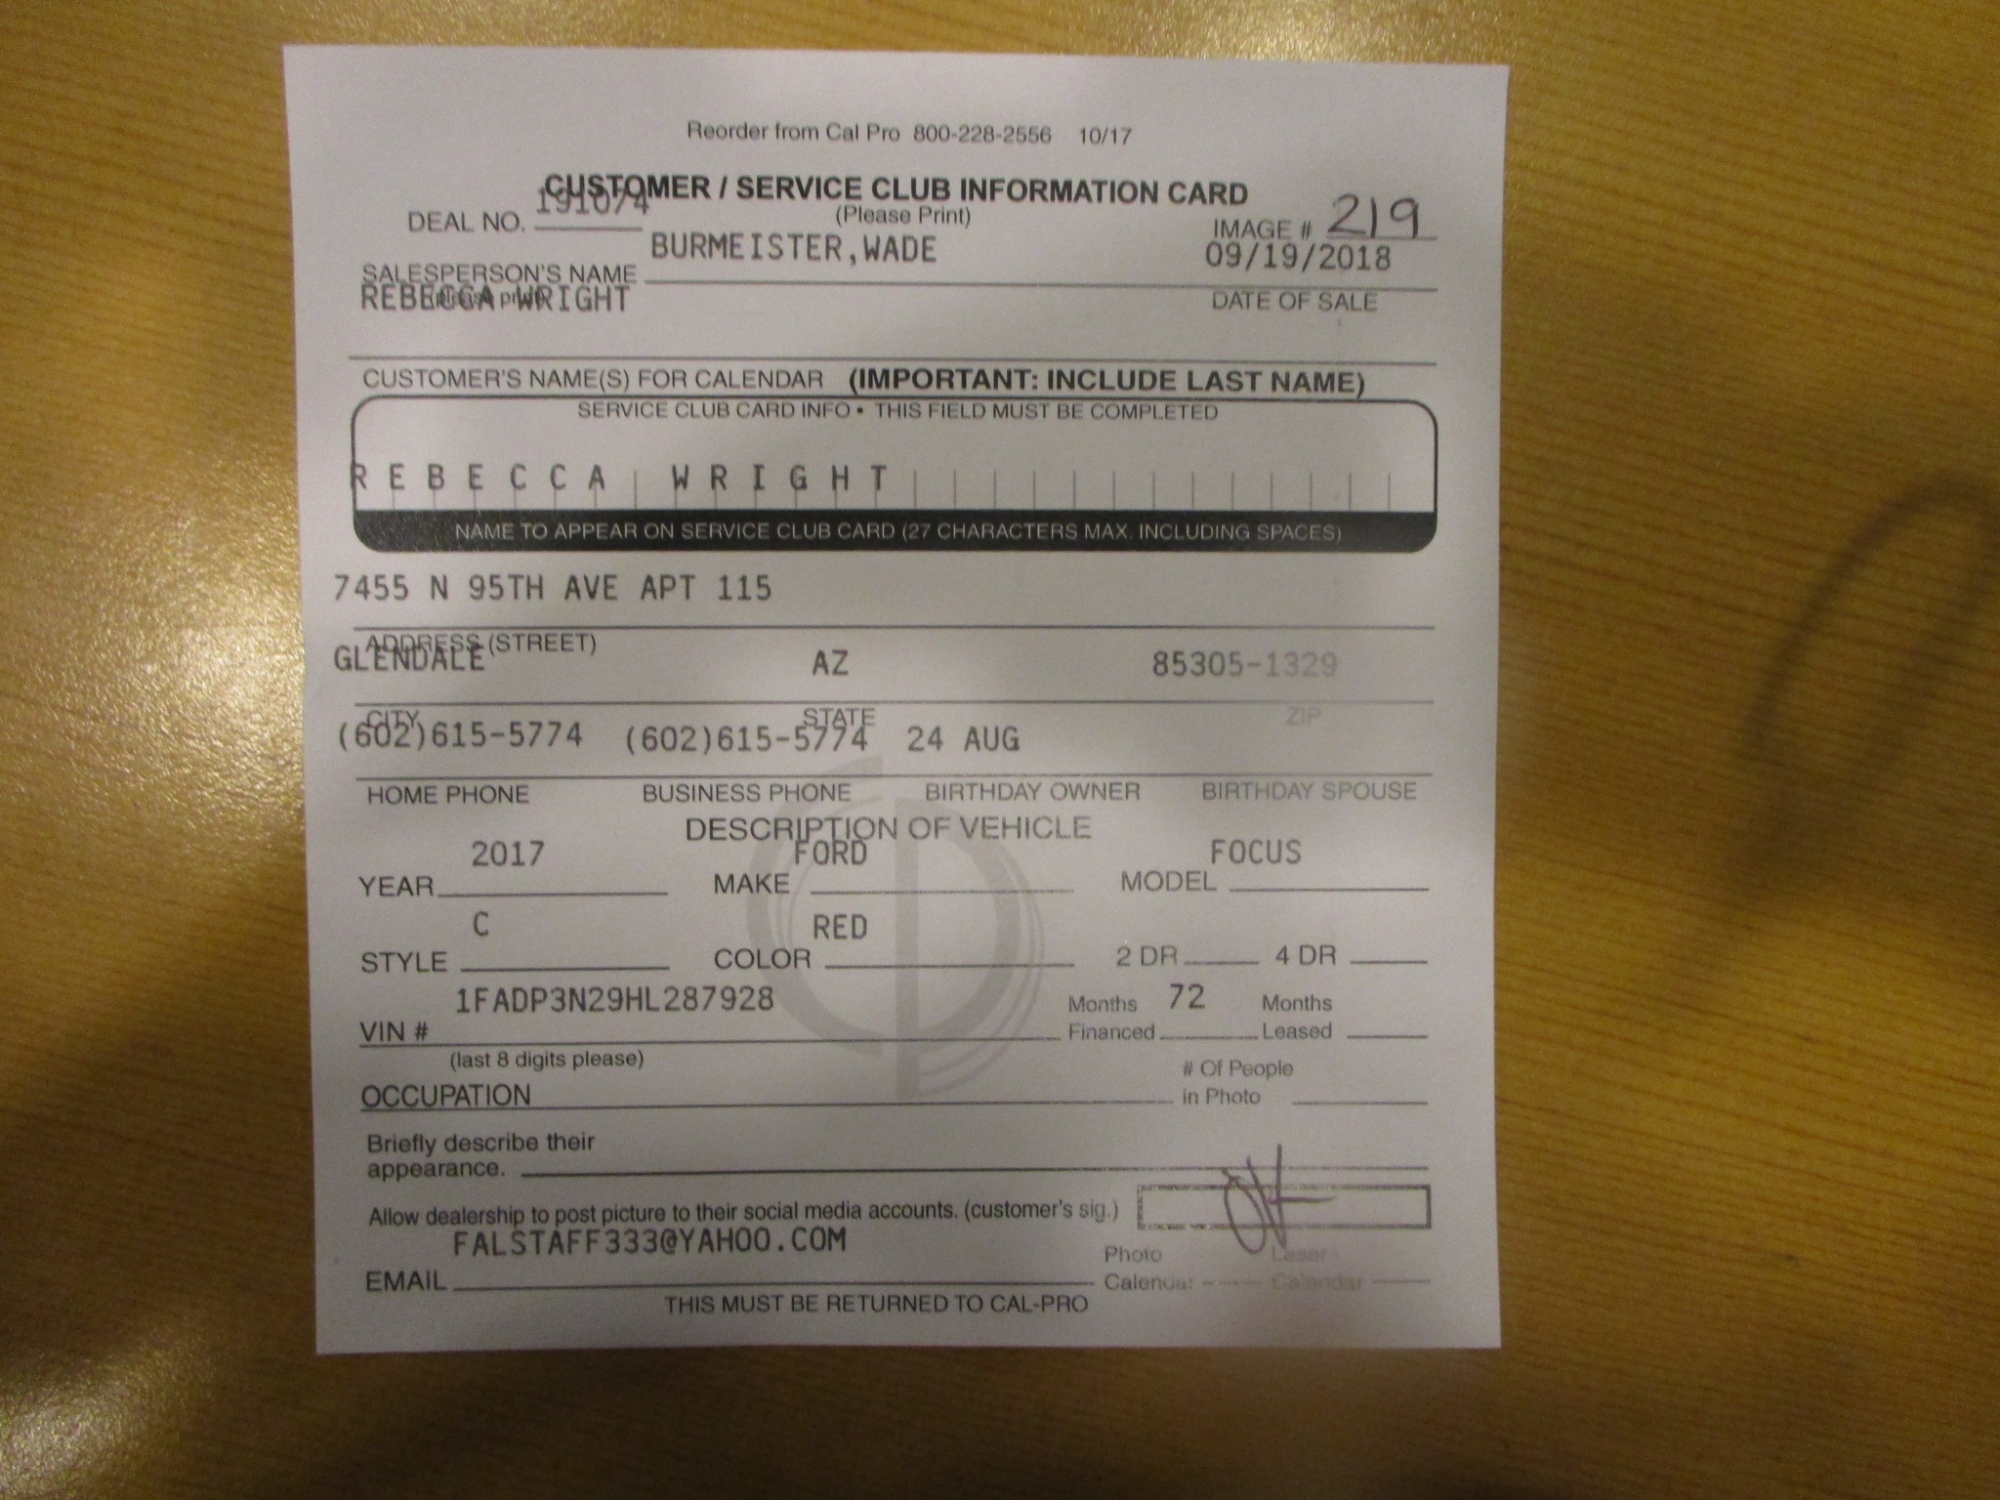 Reorder from Cal Pro 800-228-2556 10/17
CUSTOMER / SERVICE CLUB INFORMATION CARD
DEAL NO. 191074 (Please Print) IMAGE # 219
BURMEISTER,WADE 09/19/2018
SALESPERSON'S NAME
(please print) DATE OF SALE
REBECCA WRIGHT
CUSTOMER'S NAME(S) FOR CALENDAR (IMPORTANT: INCLUDE LAST NAME)
SERVICE CLUB CARD INFO • THIS FIELD MUST BE COMPLETED
REBECCA WRIGHT
NAME TO APPEAR ON SERVICE CLUB CARD (27 CHARACTERS MAX. INCLUDING SPACES)
7455 N 95TH AVE APT 115
ADDRESS (STREET)
GLENDALE AZ 85305-1329
CITY STATE ZIP
(602)615-5774 (602)615-5774 24 AUG
HOME PHONE BUSINESS PHONE BIRTHDAY OWNER BIRTHDAY SPOUSE
DESCRIPTION OF VEHICLE
2017 FORD FOCUS
YEAR MAKE MODEL
C RED
STYLE COLOR 2 DR 4 DR
1FADP3N29HL287928 Months 72 Months
VIN # Financed Leased
(last 8 digits please)
# Of People
OCCUPATION in Photo
Briefly describe their
appearance.
Allow dealership to post picture to their social media accounts. (customer's sig.)
FALSTAFF333@YAHOO.COM
Photo Laser
EMAIL Calendar Calendar
THIS MUST BE RETURNED TO CAL-PRO